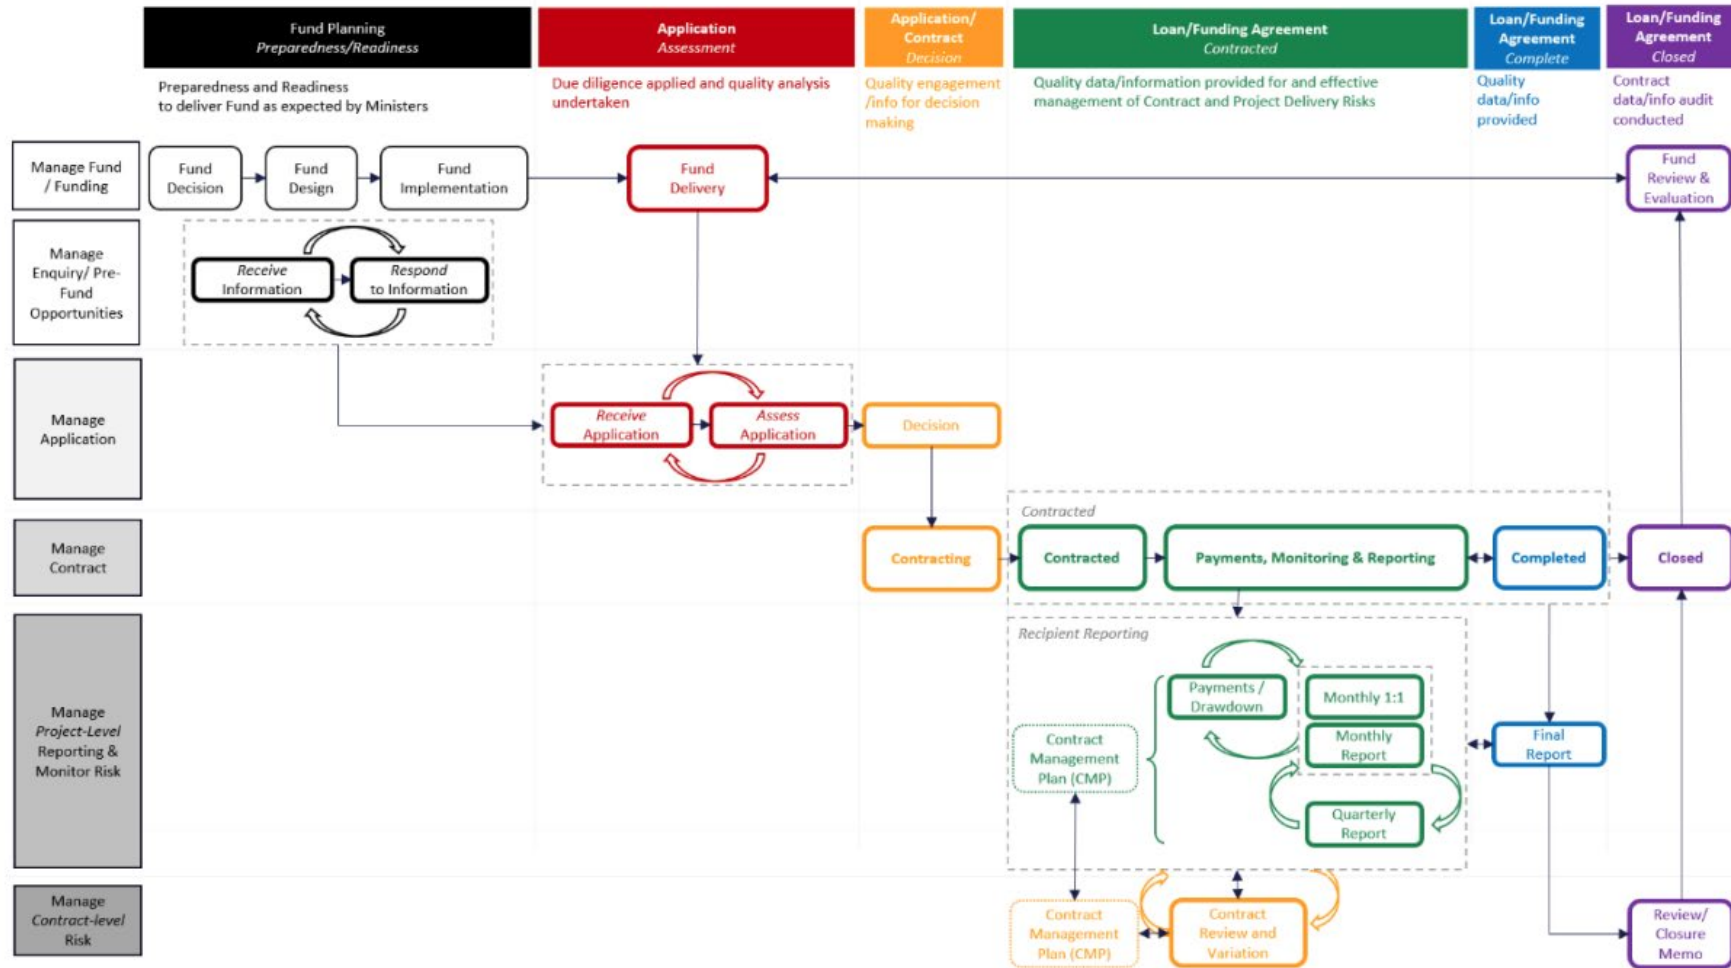 Fund Planning
Preparedness/Readiness
Application
Assessment
Application/
Contract
Decision
Loan/Funding Agreement
Contracted
Loan/Funding
Agreement
Complete
Loan/Funding
Agreement
Closed
Preparedness and Readiness
to deliver Fund as expected by Ministers
Due diligence applied and quality analysis
undertaken
Quality engagement
/info for decision
making
Quality data/information provided for and effective
management of Contract and Project Delivery Risks
Quality
data/info
provided
Contract
data/info audit
conducted
Manage Fund
/ Funding
Fund
Decision
Fund
Design
Fund
Implementation
Fund
Delivery
Fund
Review &
Evaluation
Manage
Enquiry/ Pre-
Fund
Opportunities
Receive
Information
Respond
to Information
Manage
Application
Receive
Application
Assess
Application
Decision
Manage
Contract
Contracting
Contracted
Contracted
Payments, Monitoring & Reporting
Completed
Closed
Manage
Project-Level
Reporting &
Monitor Risk
Recipient Reporting
Contract
Management
Plan (CMP)
Payments /
Drawdown
Monthly 1:1
Monthly
Report
Quarterly
Report
Final
Report
Manage
Contract-level
Risk
Contract
Management
Plan (CMP)
Contract
Review and
Variation
Review/
Closure
Memo